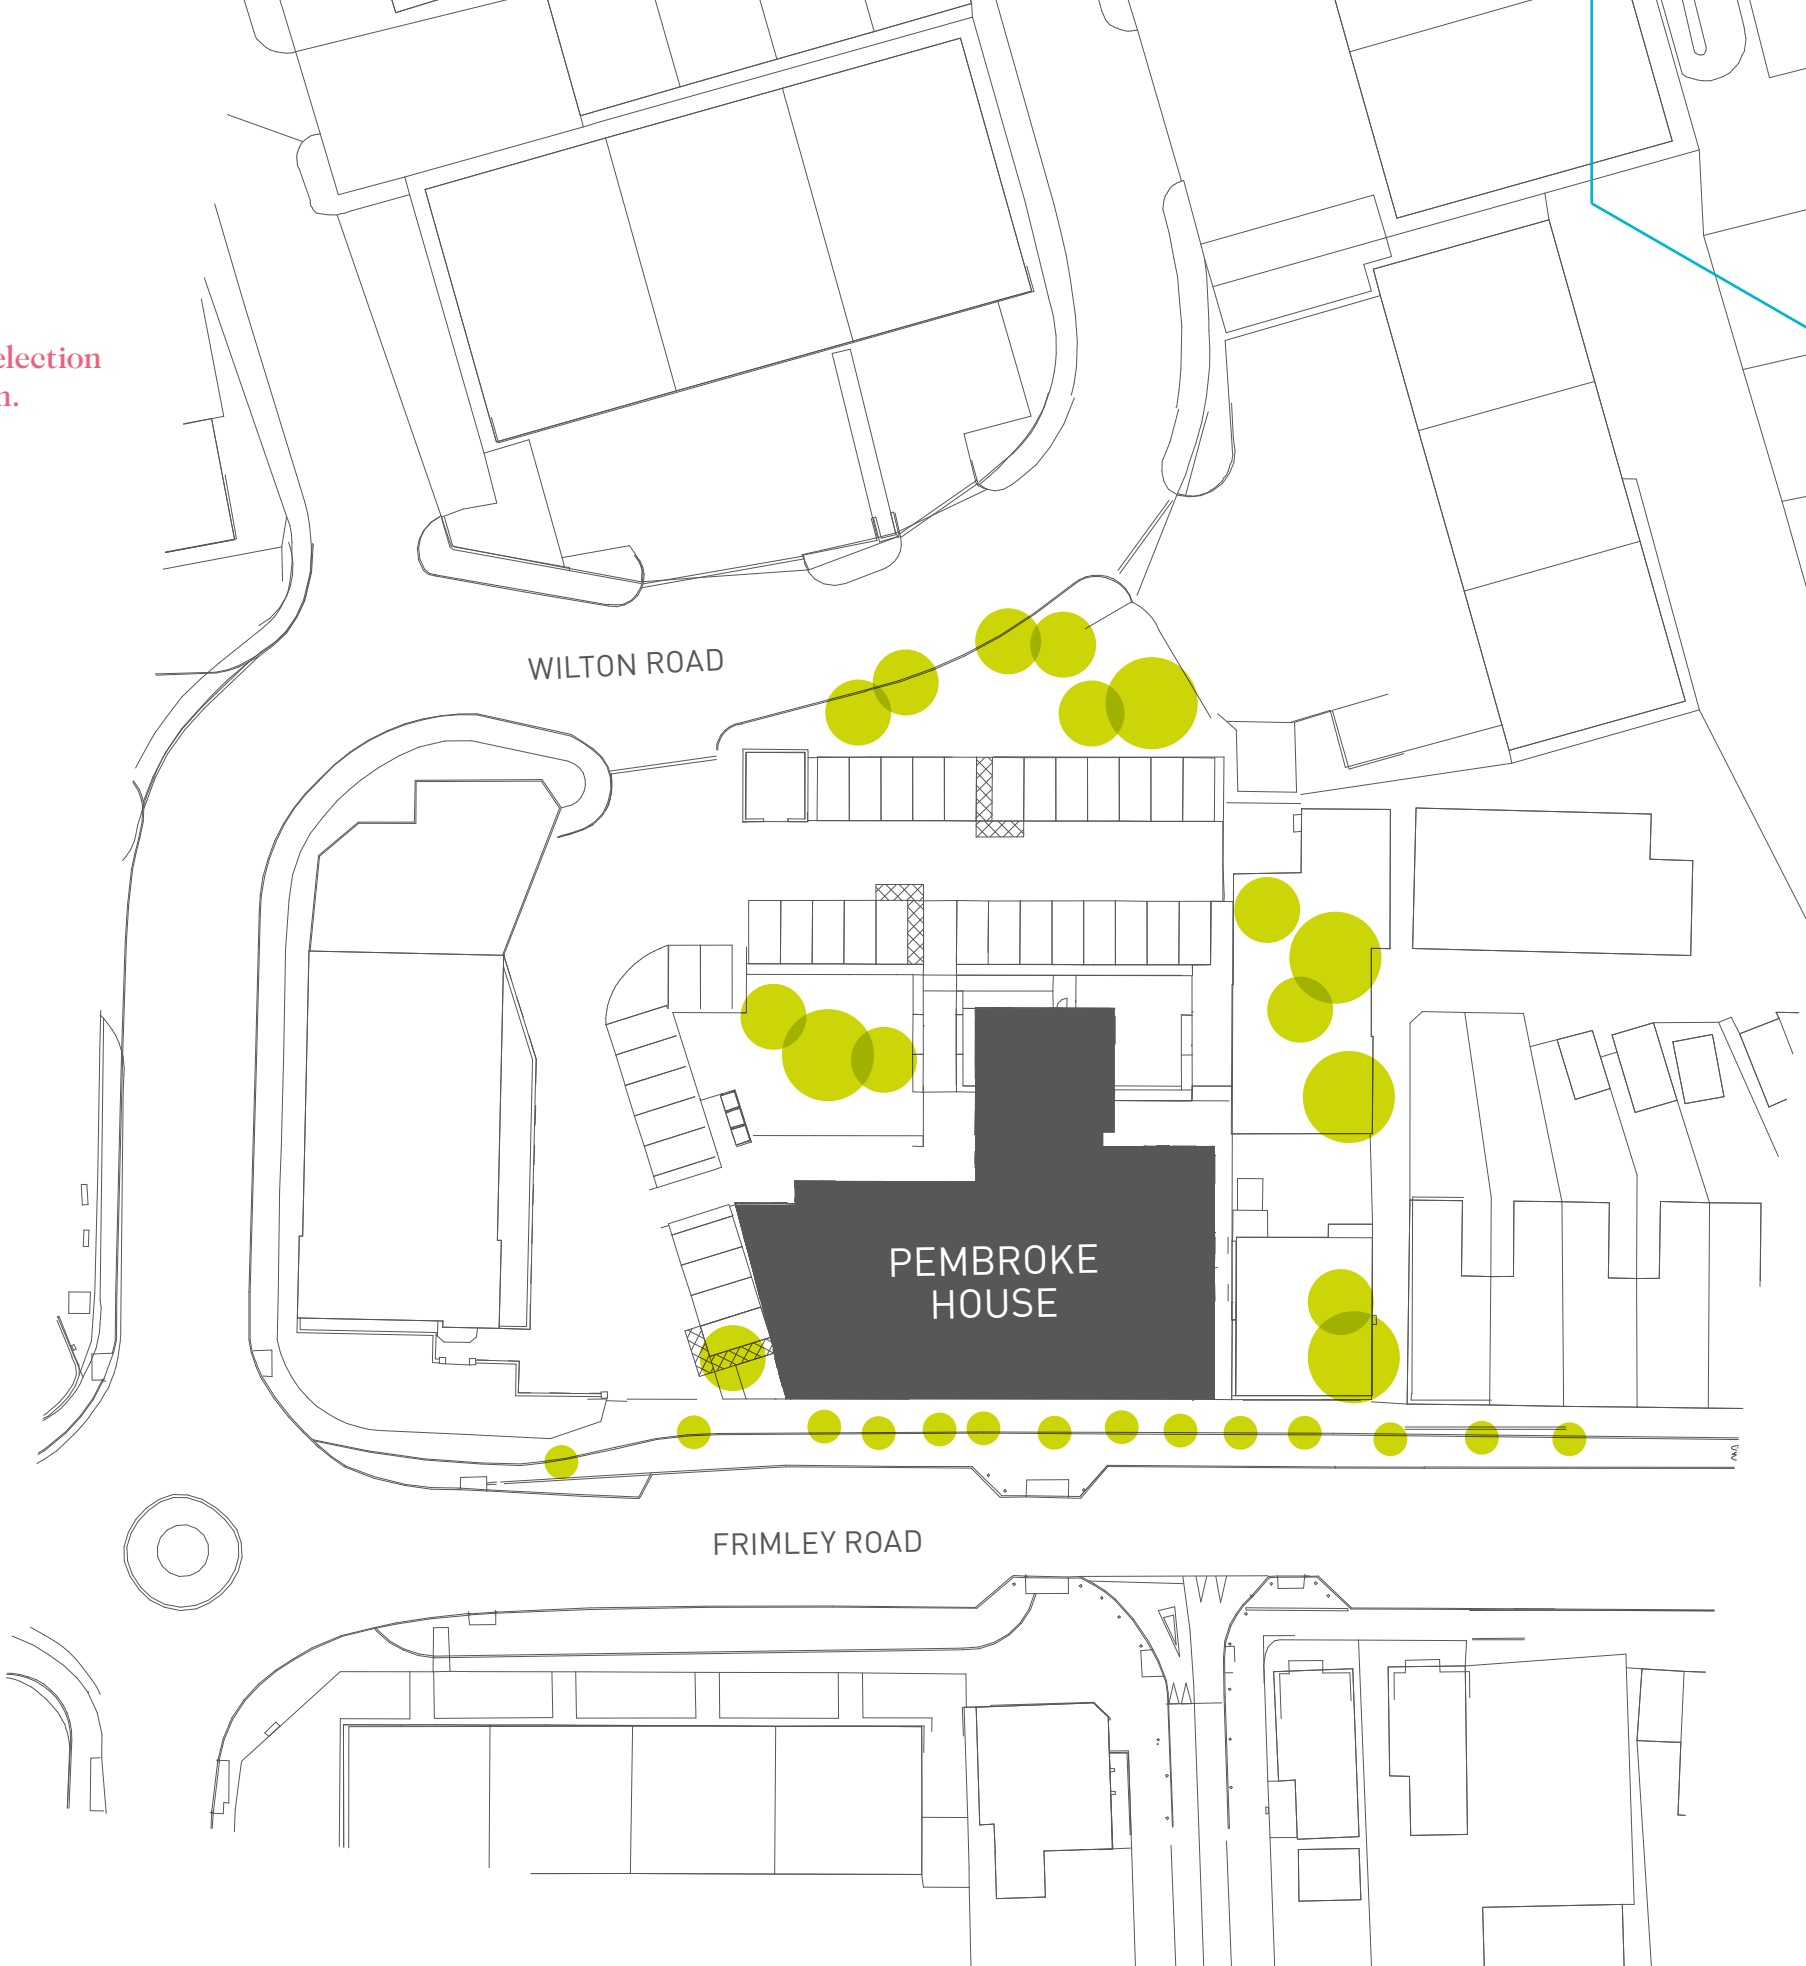 election
n.
WILTON ROAD
PEMBROKE
HOUSE
FRIMLEY ROAD